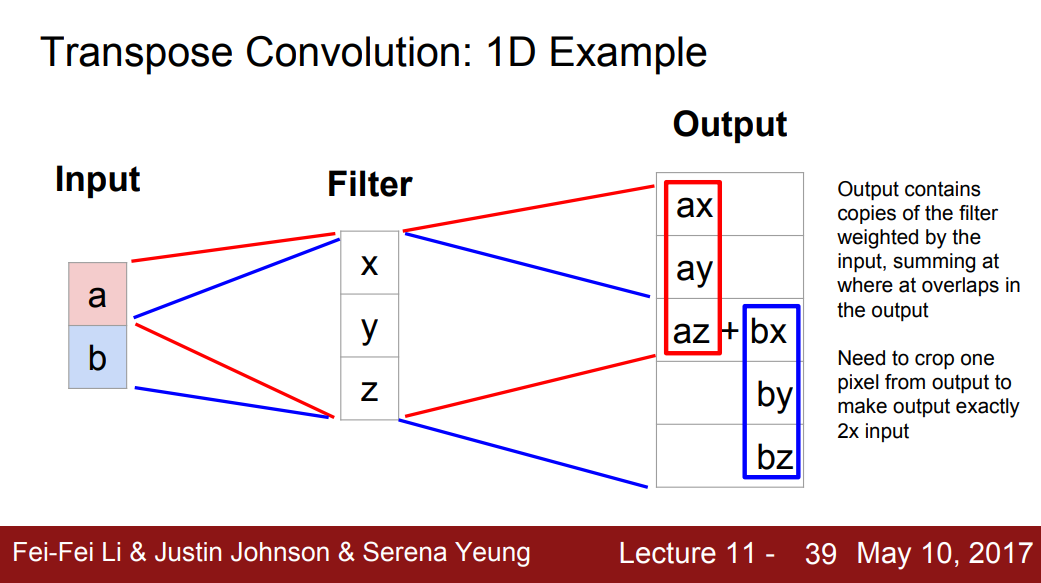 Transpose Convolution: 1D Example
Input
a
b
Filter
x
y
z
Output
ax
ay
az + bx
by
bz
Output contains
copies of the filter
weighted by the
input, summing at
where at overlaps in
the output
Need to crop one
pixel from output to
make output exactly
2x input
Fei-Fei Li & Justin Johnson & Serena Yeung Lecture 11 - 39 May 10, 2017